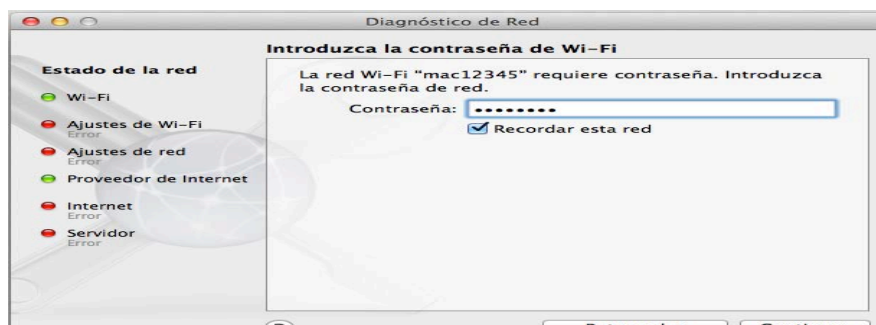 Diagnóstico de Red
Introduzca la contraseña de Wi-Fi
Estado de la red
Wi-Fi
Ajustes de Wi-Fi
Error
Ajustes de red
Error
Proveedor de Internet
Internet
Error
Servidor
Error
La red Wi-Fi "mac12345" requiere contraseña. Introduzca
la contraseña de red.
Contraseña: ••••••••
Recordar esta red